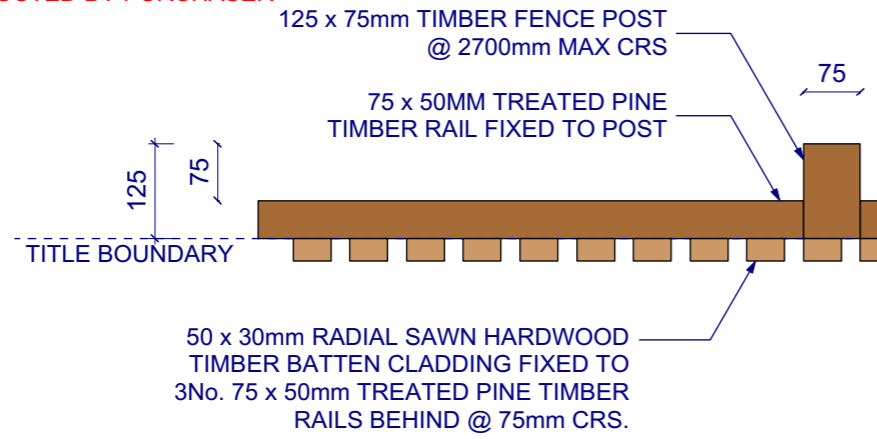 125 x 75mm TIMBER FENCE POST
@ 2700mm MAX CRS
75
75 x 50MM TREATED PINE
TIMBER RAIL FIXED TO POST
125
75
TITLE BOUNDARY
50 x 30mm RADIAL SAWN HARDWOOD
TIMBER BATTEN CLADDING FIXED TO
3No. 75 x 50mm TREATED PINE TIMBER
RAILS BEHIND @ 75mm CRS.